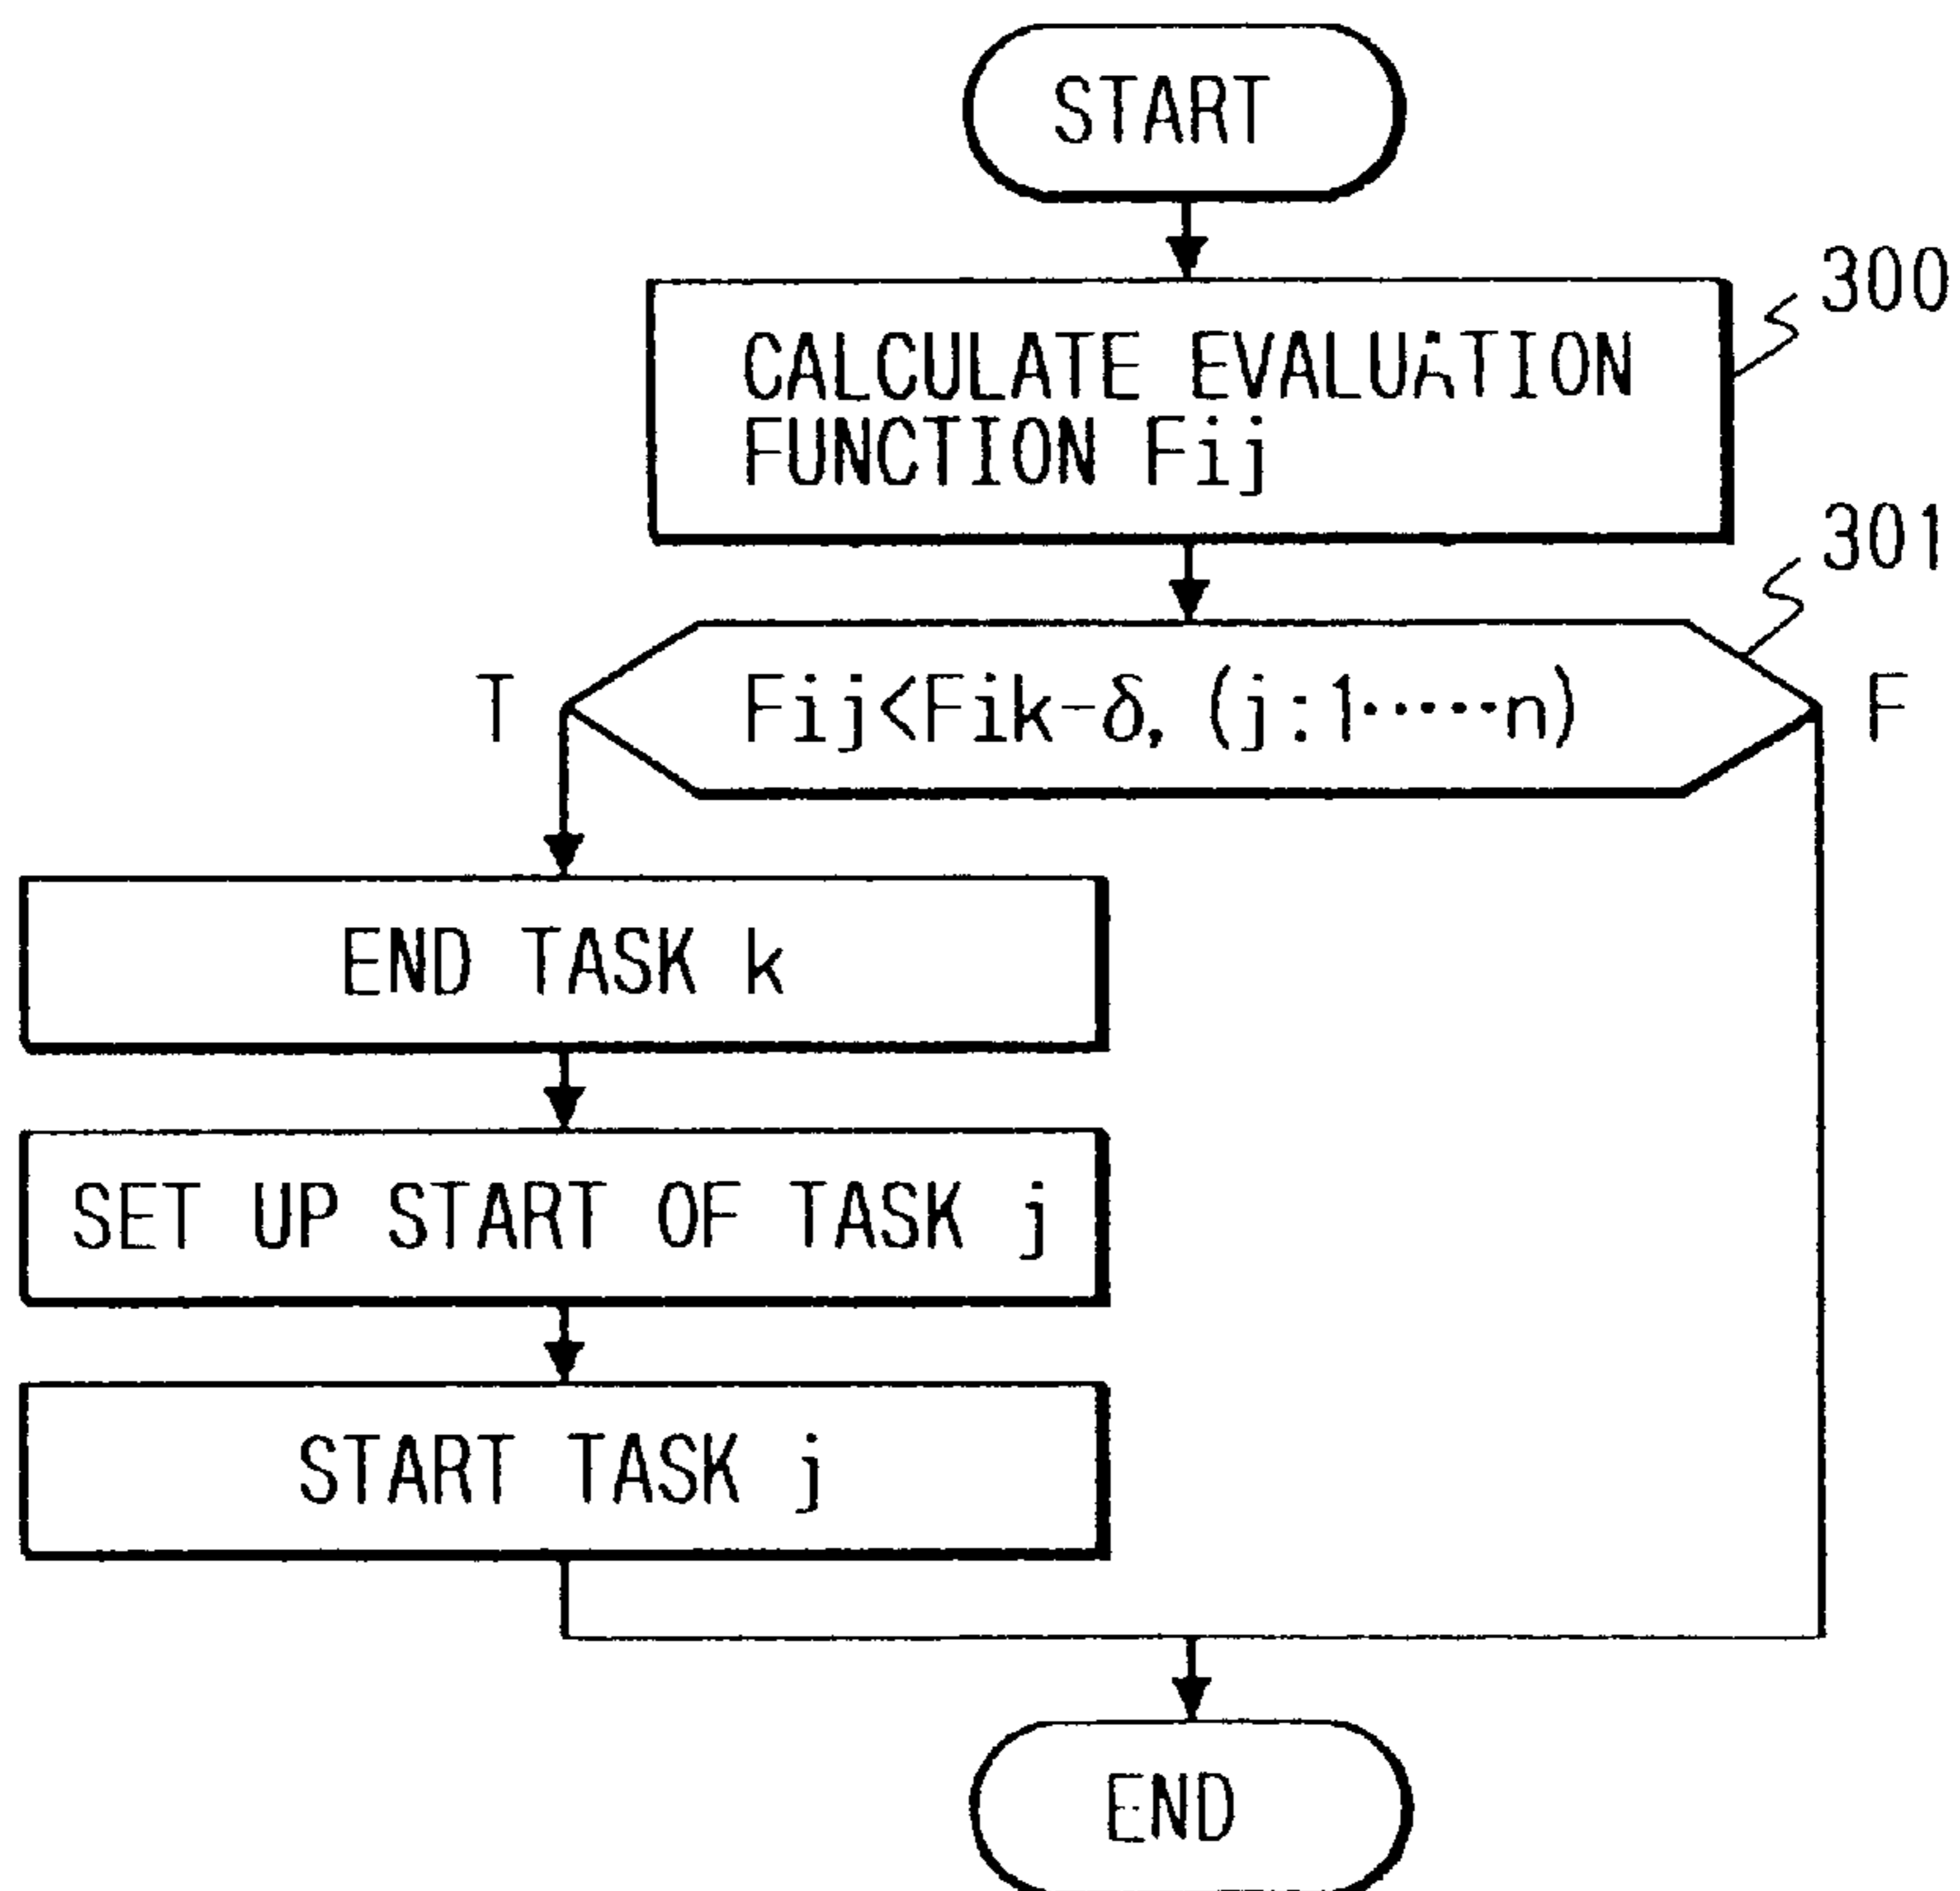 START
300
CALCULATE EVALUATION
FUNCTION Fij
301
T
Fij<Fik-δ, (j:1·····n)
F
END TASK k
SET UP START OF TASK j
START TASK j
END